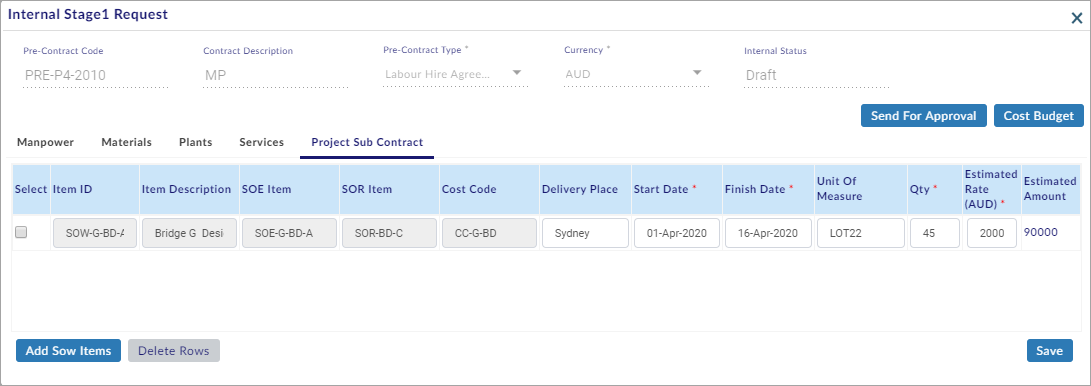 Internal Stage1 Request
Pre-Contract Code Contract Description Pre-Contract Type * Currency * Internal Status
PRE-P4-2010 MP Labour Hire Agree... AUD Draft
Send For Approval Cost Budget
Manpower Materials Plants Services Project Sub Contract
Select Item ID Item Description SOE Item SOR Item Cost Code Delivery Place Start Date * Finish Date * Unit Of Measure Qty * Estimated Rate (AUD) * Estimated Amount
SOW-G-BD-A Bridge G Desi SOE-G-BD-A SOR-BD-C CC-G-BD Sydney 01-Apr-2020 16-Apr-2020 LOT22 45 2000 90000
Add Sow Items Delete Rows Save